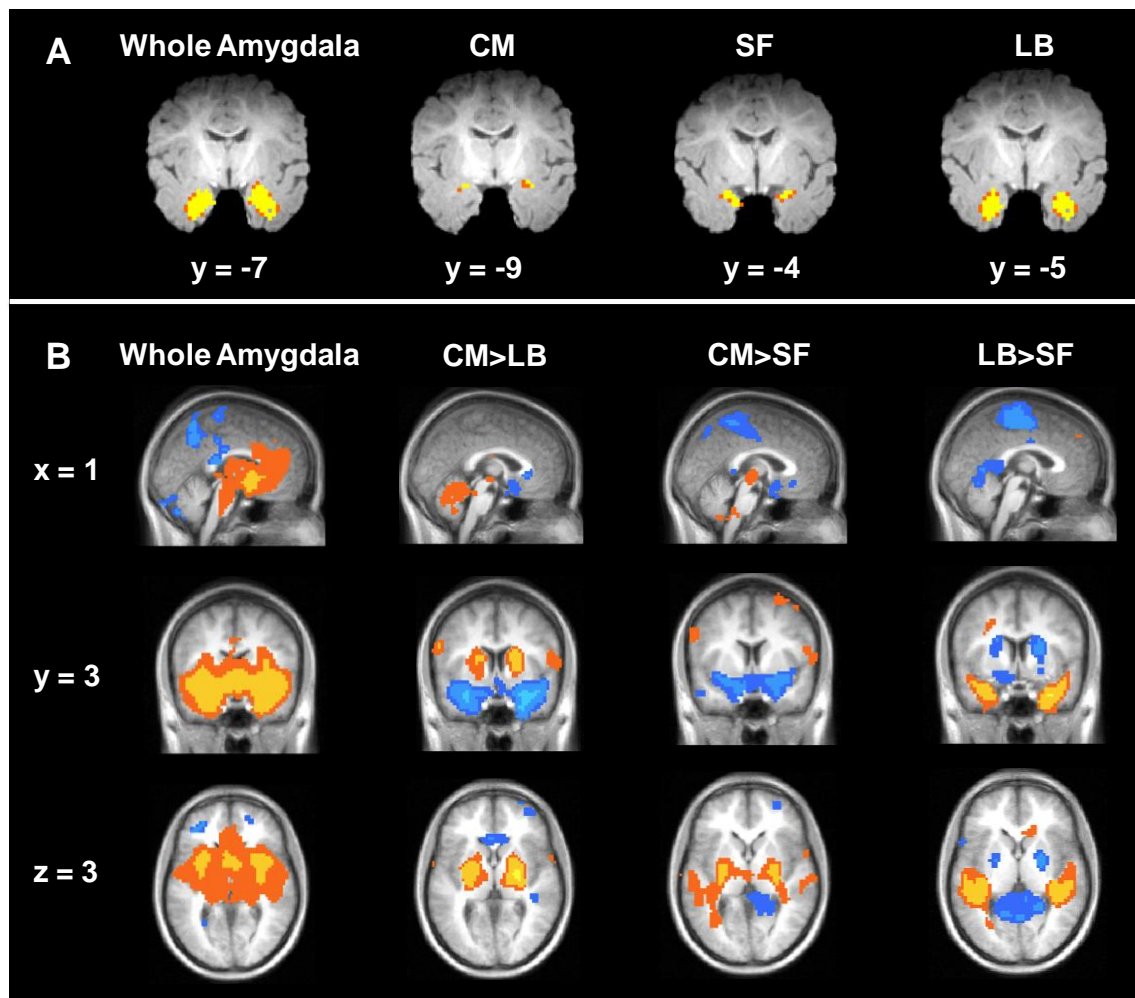 A Whole Amygdala CM SF LB
y = -7 y = -9 y = -4 y = -5
B Whole Amygdala CM>LB CM>SF LB>SF
x = 1
y = 3
z = 3